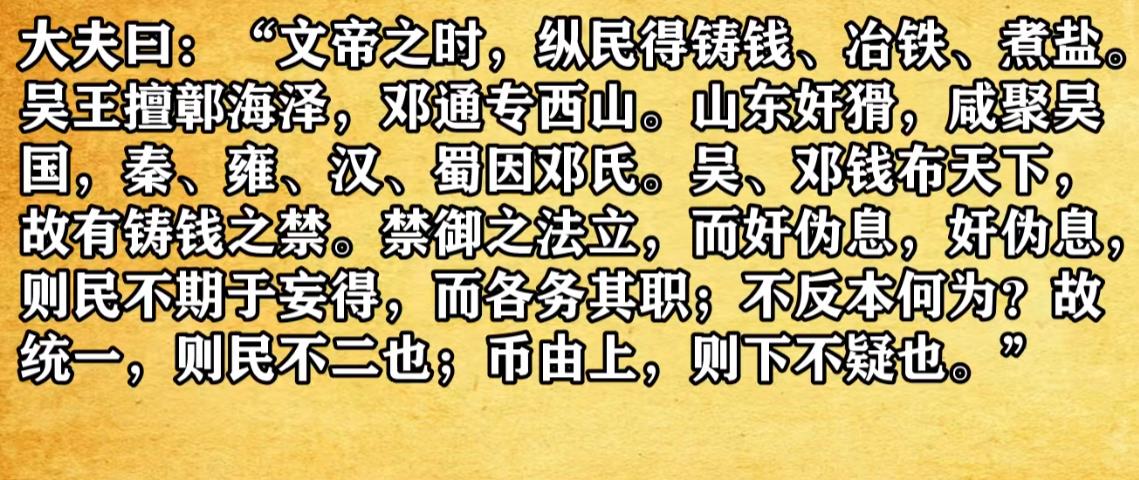 大夫曰：“文帝之时，纵民得铸钱、冶铁、煮盐。
吴王擅鄣海泽，邓通专西山。山东奸猾，咸聚吴
国，秦、雍、汉、蜀因邓氏。吴、邓钱布天下，
故有铸钱之禁。禁御之法立，而奸伪息，奸伪息，
则民不期于妄得，而各务其职；不反本何为？故
统一，则民不二也；币由上，则下不疑也。”